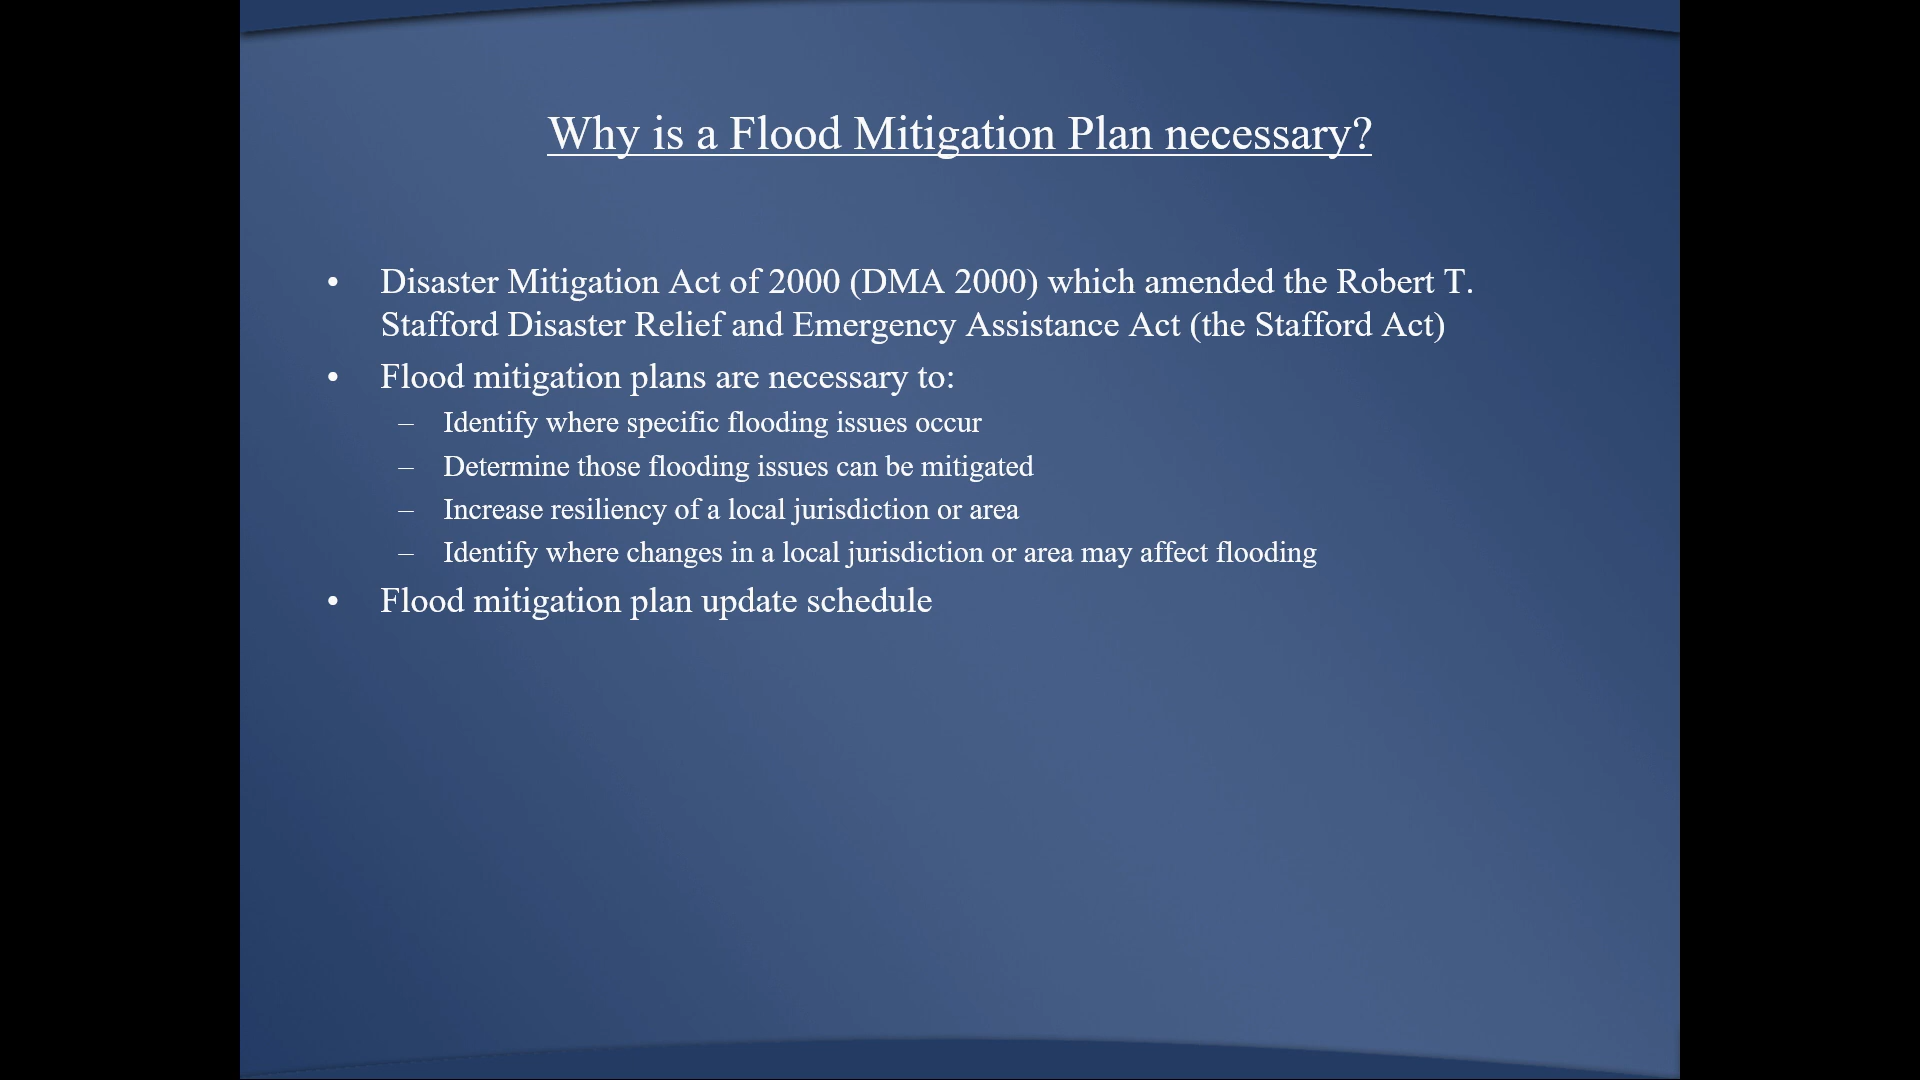 Why is a Flood Mitigation Plan necessary?
• Disaster Mitigation Act of 2000 (DMA 2000) which amended the Robert T.
Stafford Disaster Relief and Emergency Assistance Act (the Stafford Act)
• Flood mitigation plans are necessary to:
– Identify where specific flooding issues occur
– Determine those flooding issues can be mitigated
– Increase resiliency of a local jurisdiction or area
– Identify where changes in a local jurisdiction or area may affect flooding
• Flood mitigation plan update schedule